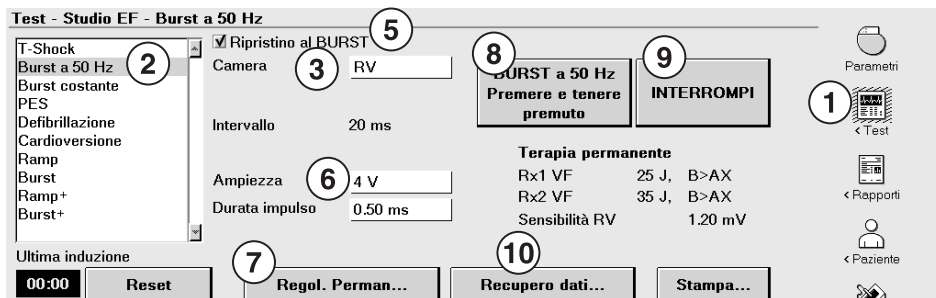 Test - Studio EF - Burst a 50 Hz
T-Shock
Burst a 50 Hz
Burst costante
PES
Defibrillazione
Cardioversione
Ramp
Burst
Ramp+
Burst+
2
Ripristino al BURST
5
Camera
3
RV
Intervallo
20 ms
Ampiezza
6
4 V
Durata impulso
0.50 ms
8
BURST a 50 Hz
Premere e tenere
premuto
9
INTERROMPI
Terapia permanente
Rx1 VF 25 J, B>AX
Rx2 VF 35 J, B>AX
Sensibilità RV 1.20 mV
Parametri
1
< Test
< Rapporti
< Paziente
Ultima induzione
00:00
Reset
7
Regol. Perman...
10
Recupero dati...
Stampa...